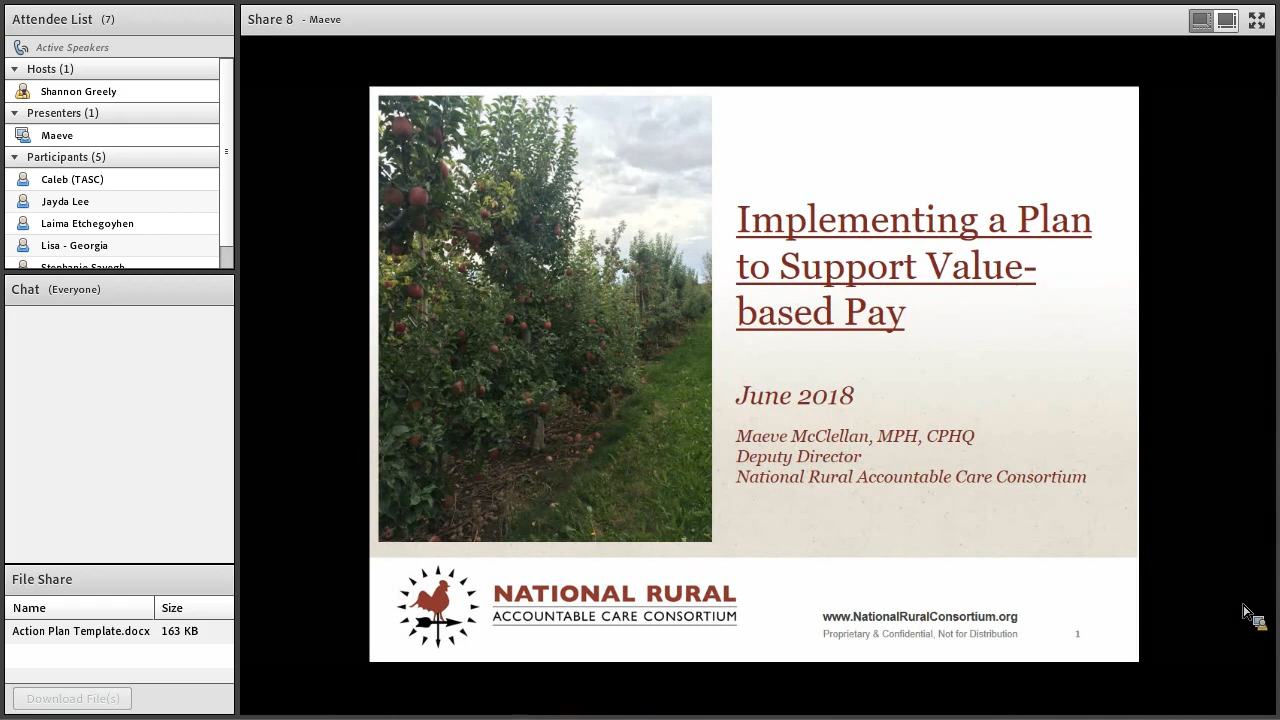 Attendee List (7)
Active Speakers
Hosts (1)
Shannon Greely
Presenters (1)
Maeve
Participants (5)
Caleb (TASC)
Jayda Lee
Laima Etchegoyhen
Lisa - Georgia
Chat (Everyone)
File Share
Name Size
Action Plan Template.docx 163 KB
Download File(s)
Share 8 - Maeve
Implementing a Plan
to Support Value-
based Pay
June 2018
Maeve McClellan, MPH, CPHQ
Deputy Director
National Rural Accountable Care Consortium
NATIONAL RURAL
ACCOUNTABLE CARE CONSORTIUM
www.NationalRuralConsortium.org
Proprietary & Confidential, Not for Distribution 1